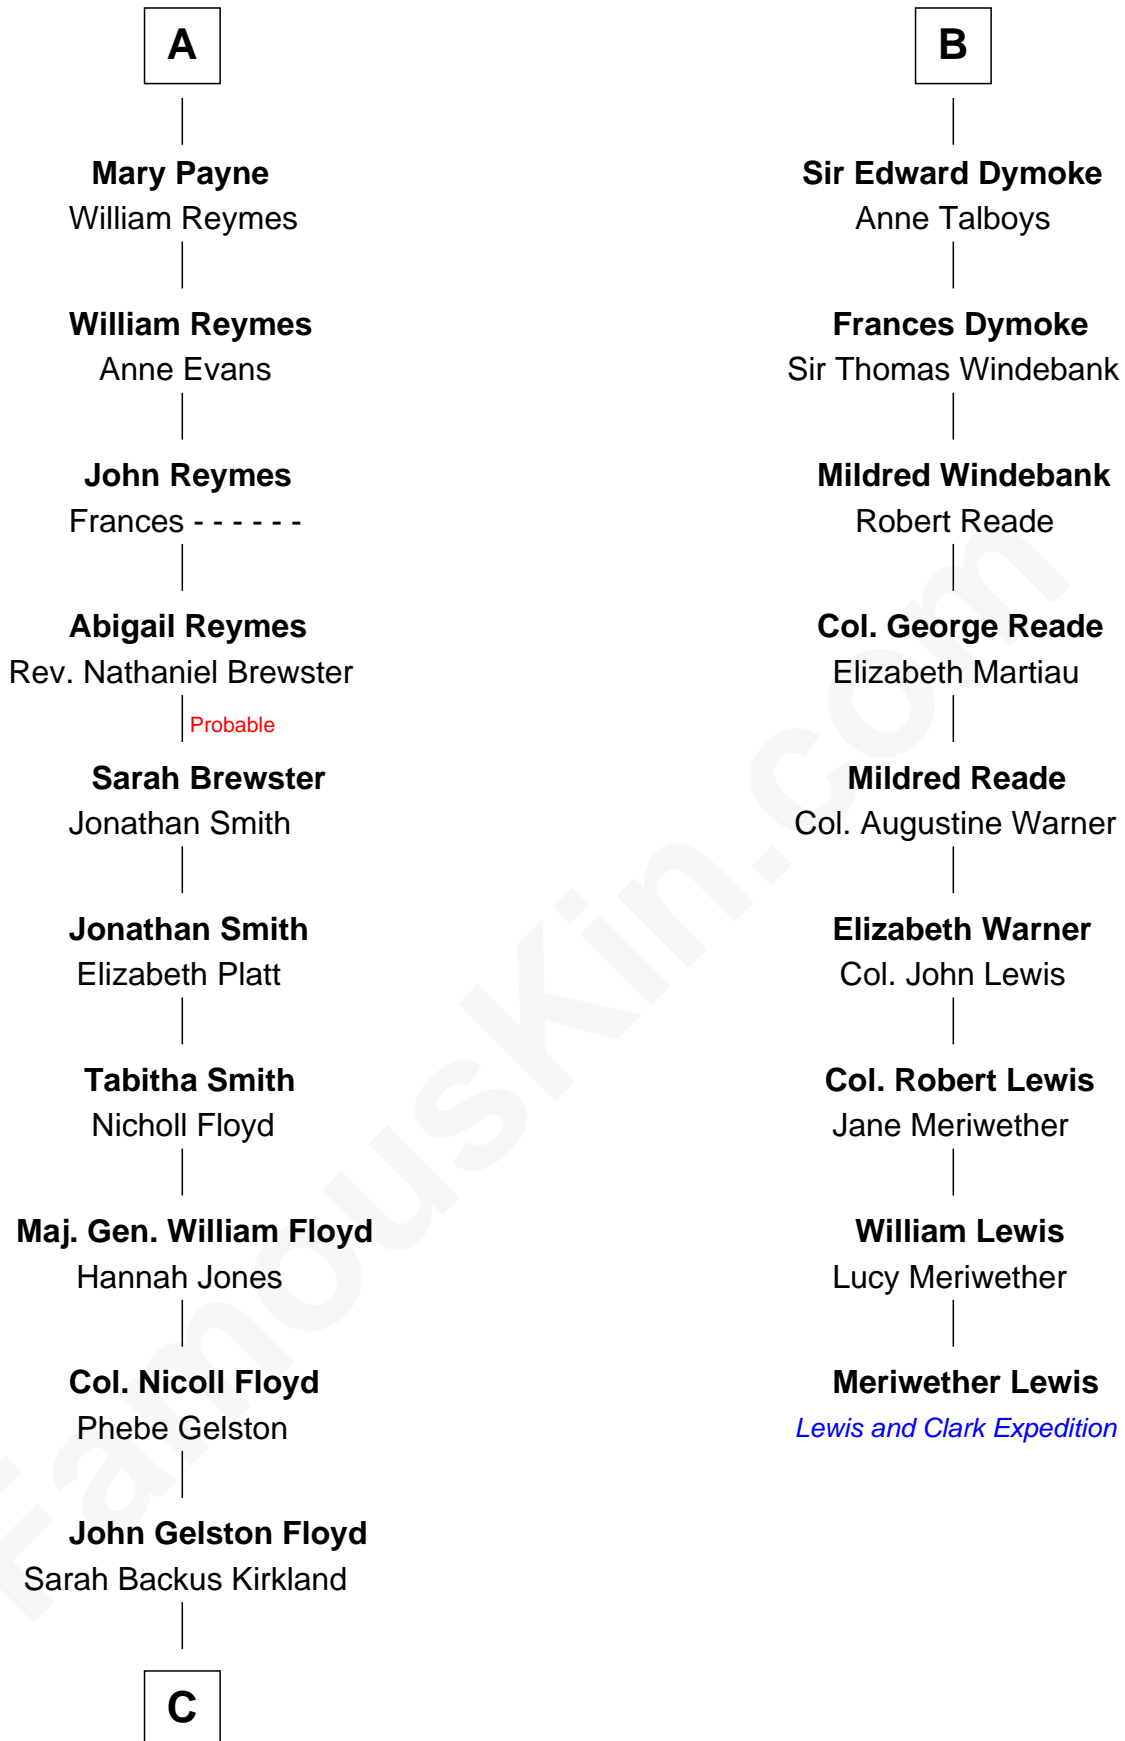 A
Mary Payne
William Reymes
William Reymes
Anne Evans
John Reymes
Frances - - - - - -
Abigail Reymes
Rev. Nathaniel Brewster
Probable
Sarah Brewster
Jonathan Smith
Jonathan Smith
Elizabeth Platt
Tabitha Smith
Nicholl Floyd
Maj. Gen. William Floyd
Hannah Jones
Col. Nicoll Floyd
Phebe Gelston
John Gelston Floyd
Sarah Backus Kirkland
C
B
Sir Edward Dymoke
Anne Talboys
Frances Dymoke
Sir Thomas Windebank
Mildred Windebank
Robert Reade
Col. George Reade
Elizabeth Martiau
Mildred Reade
Col. Augustine Warner
Elizabeth Warner
Col. John Lewis
Col. Robert Lewis
Jane Meriwether
William Lewis
Lucy Meriwether
Meriwether Lewis
Lewis and Clark Expedition
FamousKin.com